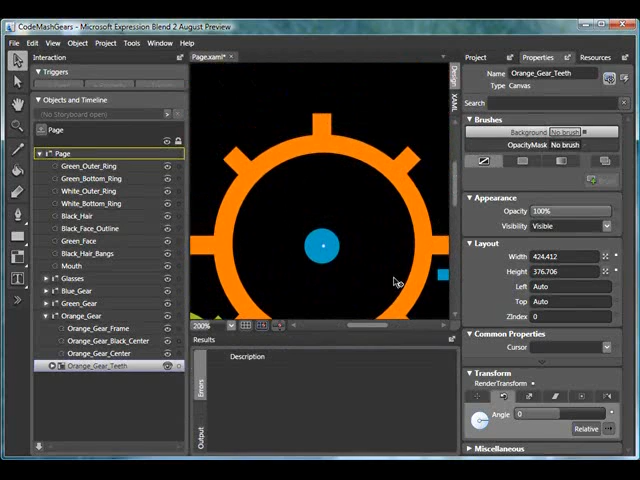 CodeMashGears - Microsoft Expression Blend 2 August Preview
File Edit View Object Project Tools Window Help
Interaction
Triggers
Objects and Timeline
(No Storyboard open)
Page
Page
Green_Outer_Ring
Green_Bottom_Ring
White_Outer_Ring
White_Bottom_Ring
Black_Hair
Black_Face_Outline
Green_Face
Black_Hair_Bangs
Mouth
Glasses
Blue_Gear
Green_Gear
Orange_Gear
Orange_Gear_Frame
Orange_Gear_Black_Center
Orange_Gear_Center
Orange_Gear_Teeth
Page.xaml*
Design
XAML
200%
Results
Errors
Output
Description
Project Properties Resources
Name Orange_Gear_Teeth
Type Canvas
Search
Brushes
Background No brush
OpacityMask No brush
Appearance
Opacity 100%
Visibility Visible
Layout
Width 424.412
Height 376.706
Left Auto
Top Auto
ZIndex 0
Common Properties
Cursor
Transform
RenderTransform
Angle 0
Relative
Miscellaneous